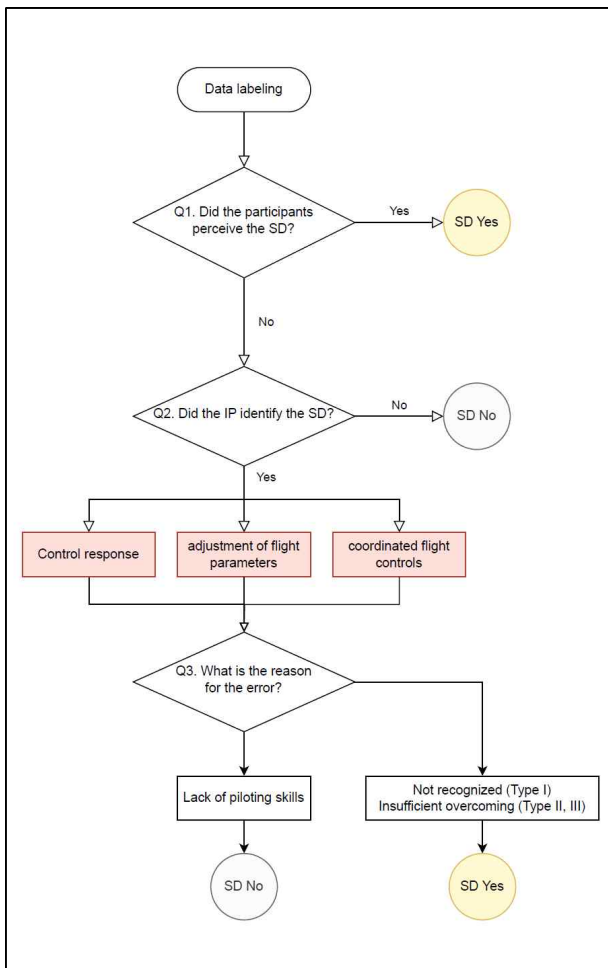 Data labeling
Q1. Did the participants
perceive the SD?
Yes
SD Yes
No
Q2. Did the IP identify the SD?
No
SD No
Yes
Control response
adjustment of flight
parameters
coordinated flight
controls
Q3. What is the reason
for the error?
Lack of piloting skills
Not recognized (Type I)
Insufficient overcoming (Type II, III)
SD No
SD Yes